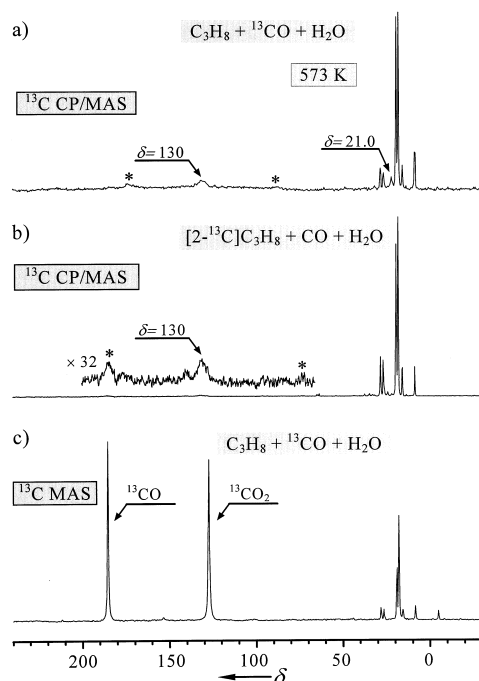 a)
C₃H₈ + ¹³CO + H₂O
573 K
¹³C CP/MAS
δ= 130
δ= 21.0
*
*
b)
[2-¹³C]C₃H₈ + CO + H₂O
¹³C CP/MAS
δ= 130
× 32
*
*
c)
C₃H₈ + ¹³CO + H₂O
¹³C MAS
¹³CO
¹³CO₂
200 150 100 50 0
← δ